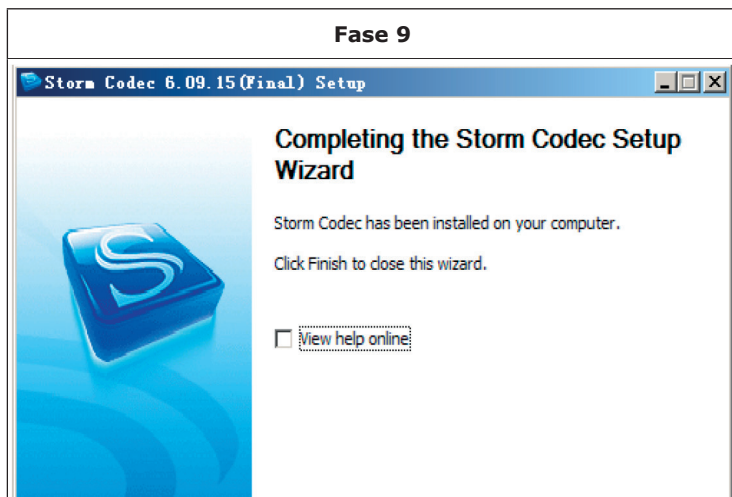 Fase 9
Storm Codec 6.09.15(Final) Setup
Completing the Storm Codec Setup
Wizard
Storm Codec has been installed on your computer.
Click Finish to close this wizard.
View help online